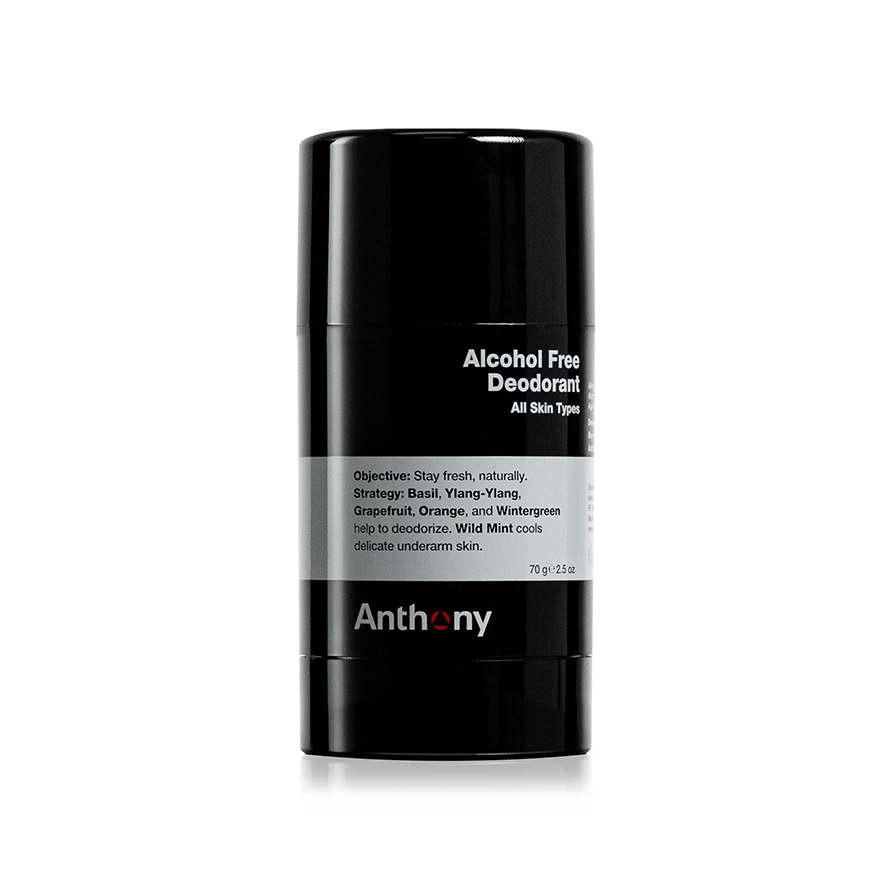 Alcohol Free
Deodorant
All Skin Types
Objective: Stay fresh, naturally.
Strategy: Basil, Ylang-Ylang,
Grapefruit, Orange, and Wintergreen
help to deodorize. Wild Mint cools
delicate underarm skin.
70 g℮2.5 oz
Anthony